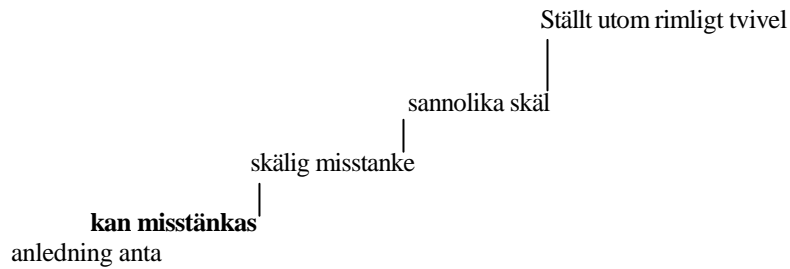 Ställt utom rimligt tvivel
sannolika skäl
skälig misstanke
kan misstänkas
anledning anta